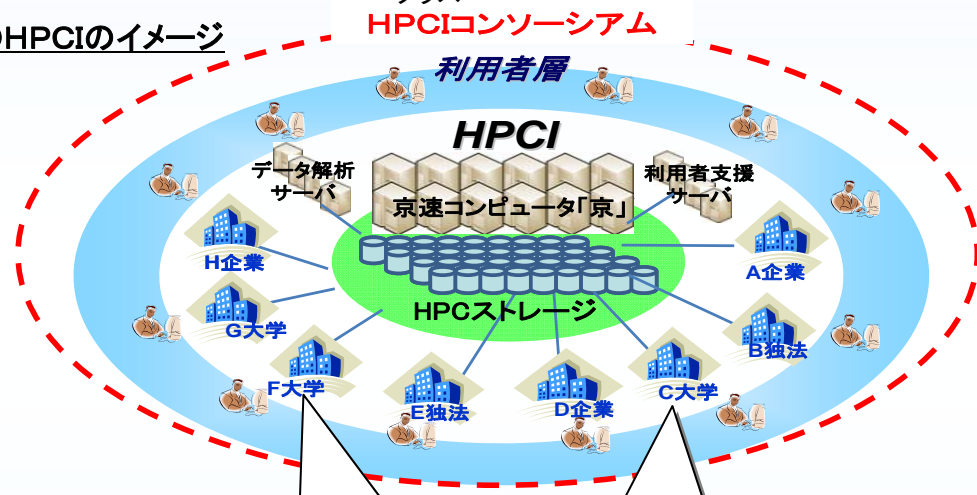 HPCIコンソーシアム
HPCIのイメージ
利用者層
HPCI
データ解析
サーバ
利用者支援
サーバ
京速コンピュータ「京」
H企業
A企業
HPCストレージ
G大学
B独法
F大学
C大学
E独法
D企業